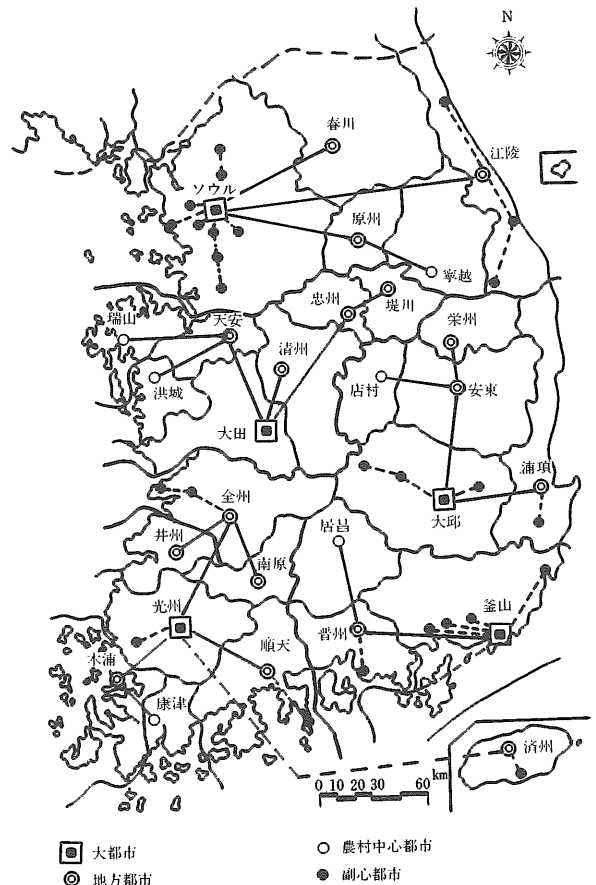 N
春川
江陵
ソウル
原州
寧越
忠州
堤川
瑞山
天安
栄州
清州
洪城
店村
安東
大田
浦項
全州
大邱
居昌
井州
南原
光州
釜山
順天
晋州
木浦
康津
済州
km
0 10 20 30 60
大都市
農村中心都市
地方都市
副心都市